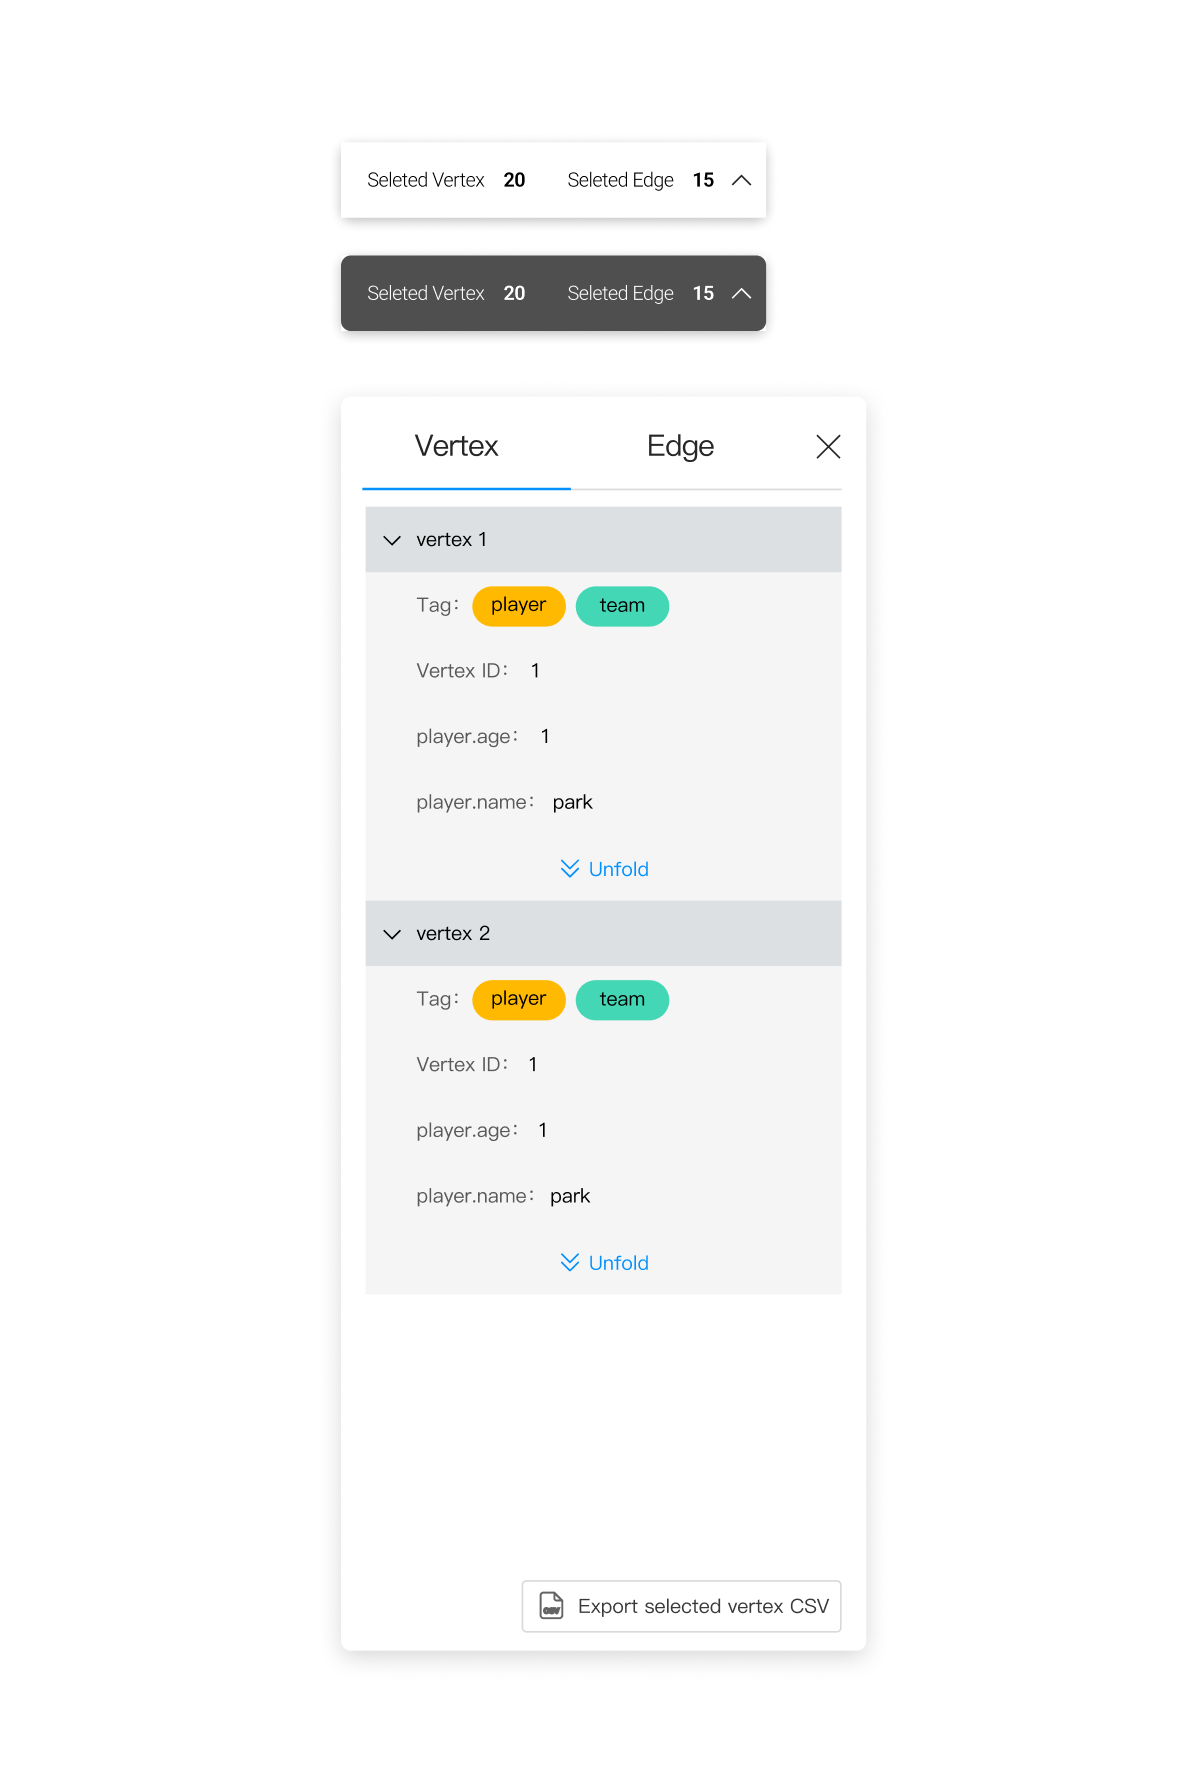 Seleted Vertex 20 Seleted Edge 15
Seleted Vertex 20 Seleted Edge 15
Vertex Edge
vertex 1
Tag： player team
Vertex ID： 1
player.age： 1
player.name： park
Unfold
vertex 2
Tag： player team
Vertex ID： 1
player.age： 1
player.name： park
Unfold
CSV Export selected vertex CSV